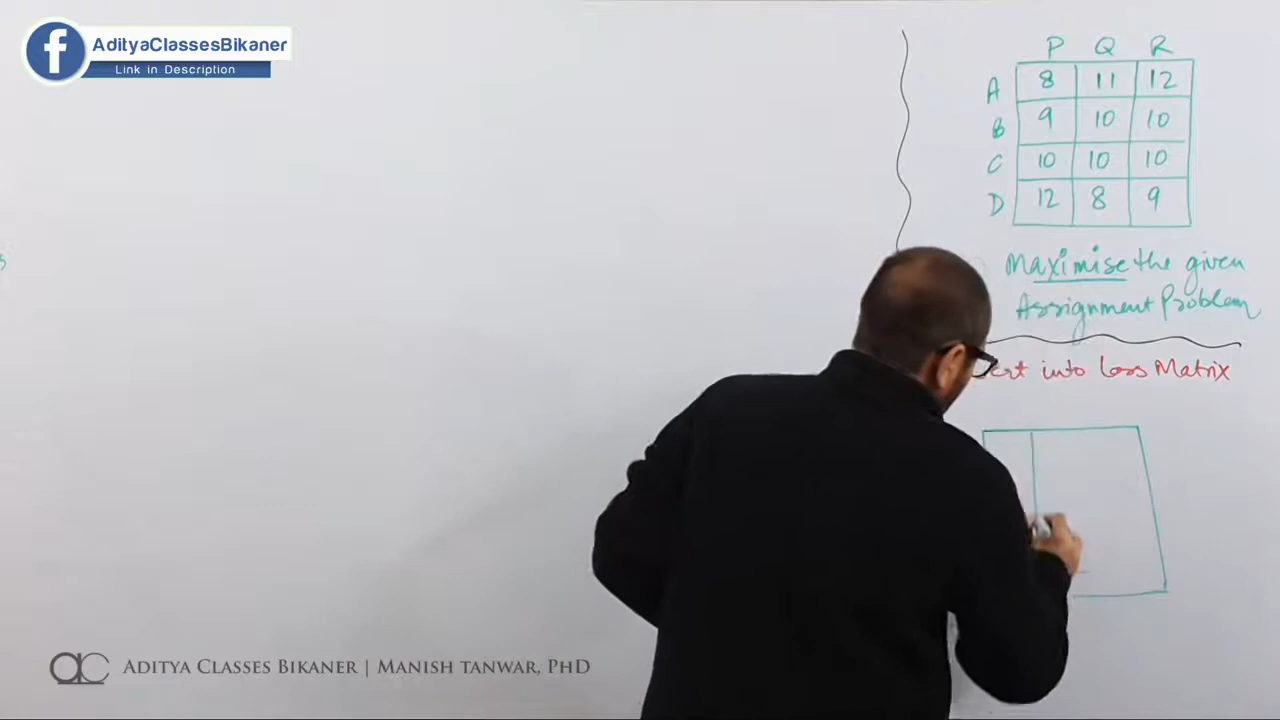 AdityaClassesBikaner
Link in Description
P Q R
A 8 11 12
B 9 10 10
C 10 10 10
D 12 8 9
Maximise the given
Assignment Problem
into Loss Matrix
ac Aditya Classes Bikaner | Manish tanwar, PhD